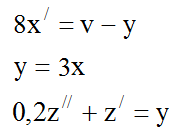 8x′ = v − y
y = 3x
0,2z′′ + z′ = y